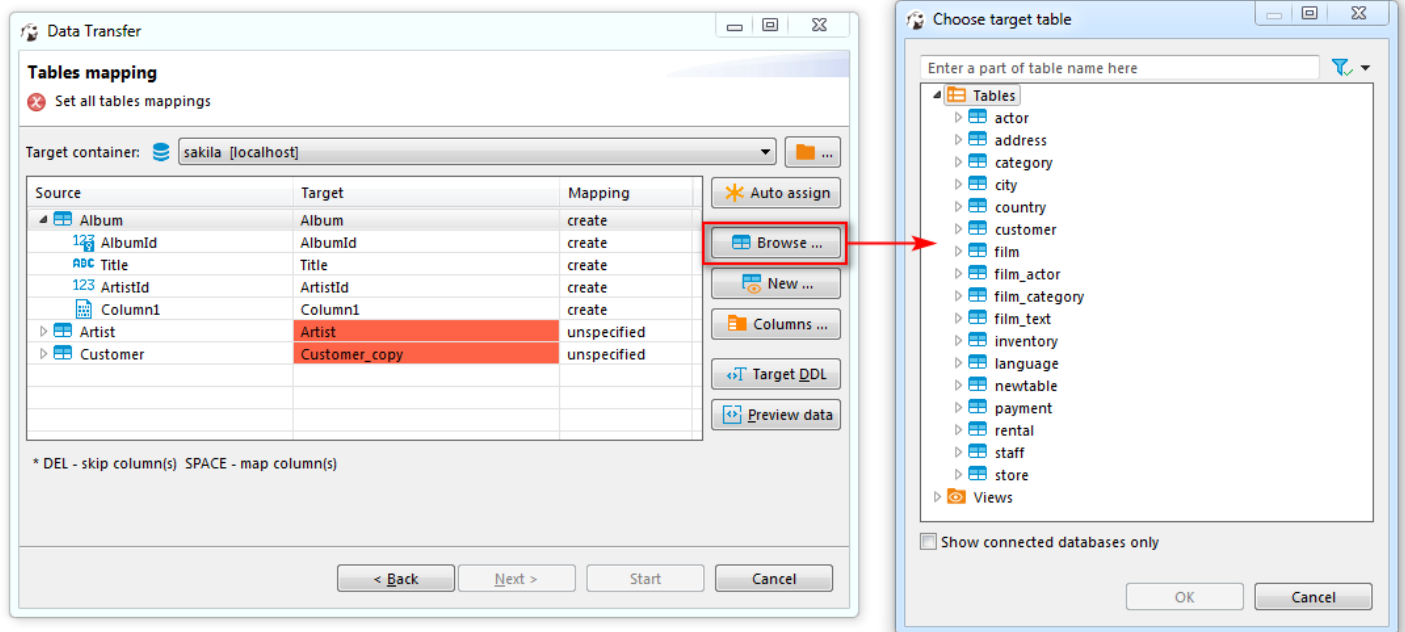 Data Transfer
Tables mapping
Set all tables mappings
Target container: sakila [localhost] ...
Source Target Mapping
Album Album create
123 AlbumId AlbumId create
ABC Title Title create
123 ArtistId ArtistId create
Column1 Column1 create
Artist Artist unspecified
Customer Customer_copy unspecified
Auto assign
Browse ...
New ...
Columns ...
Target DDL
Preview data
* DEL - skip column(s) SPACE - map column(s)
< Back Next > Start Cancel
Choose target table
Enter a part of table name here
Tables
actor
address
category
city
country
customer
film
film_actor
film_category
film_text
inventory
language
newtable
payment
rental
staff
store
Views
Show connected databases only
OK Cancel